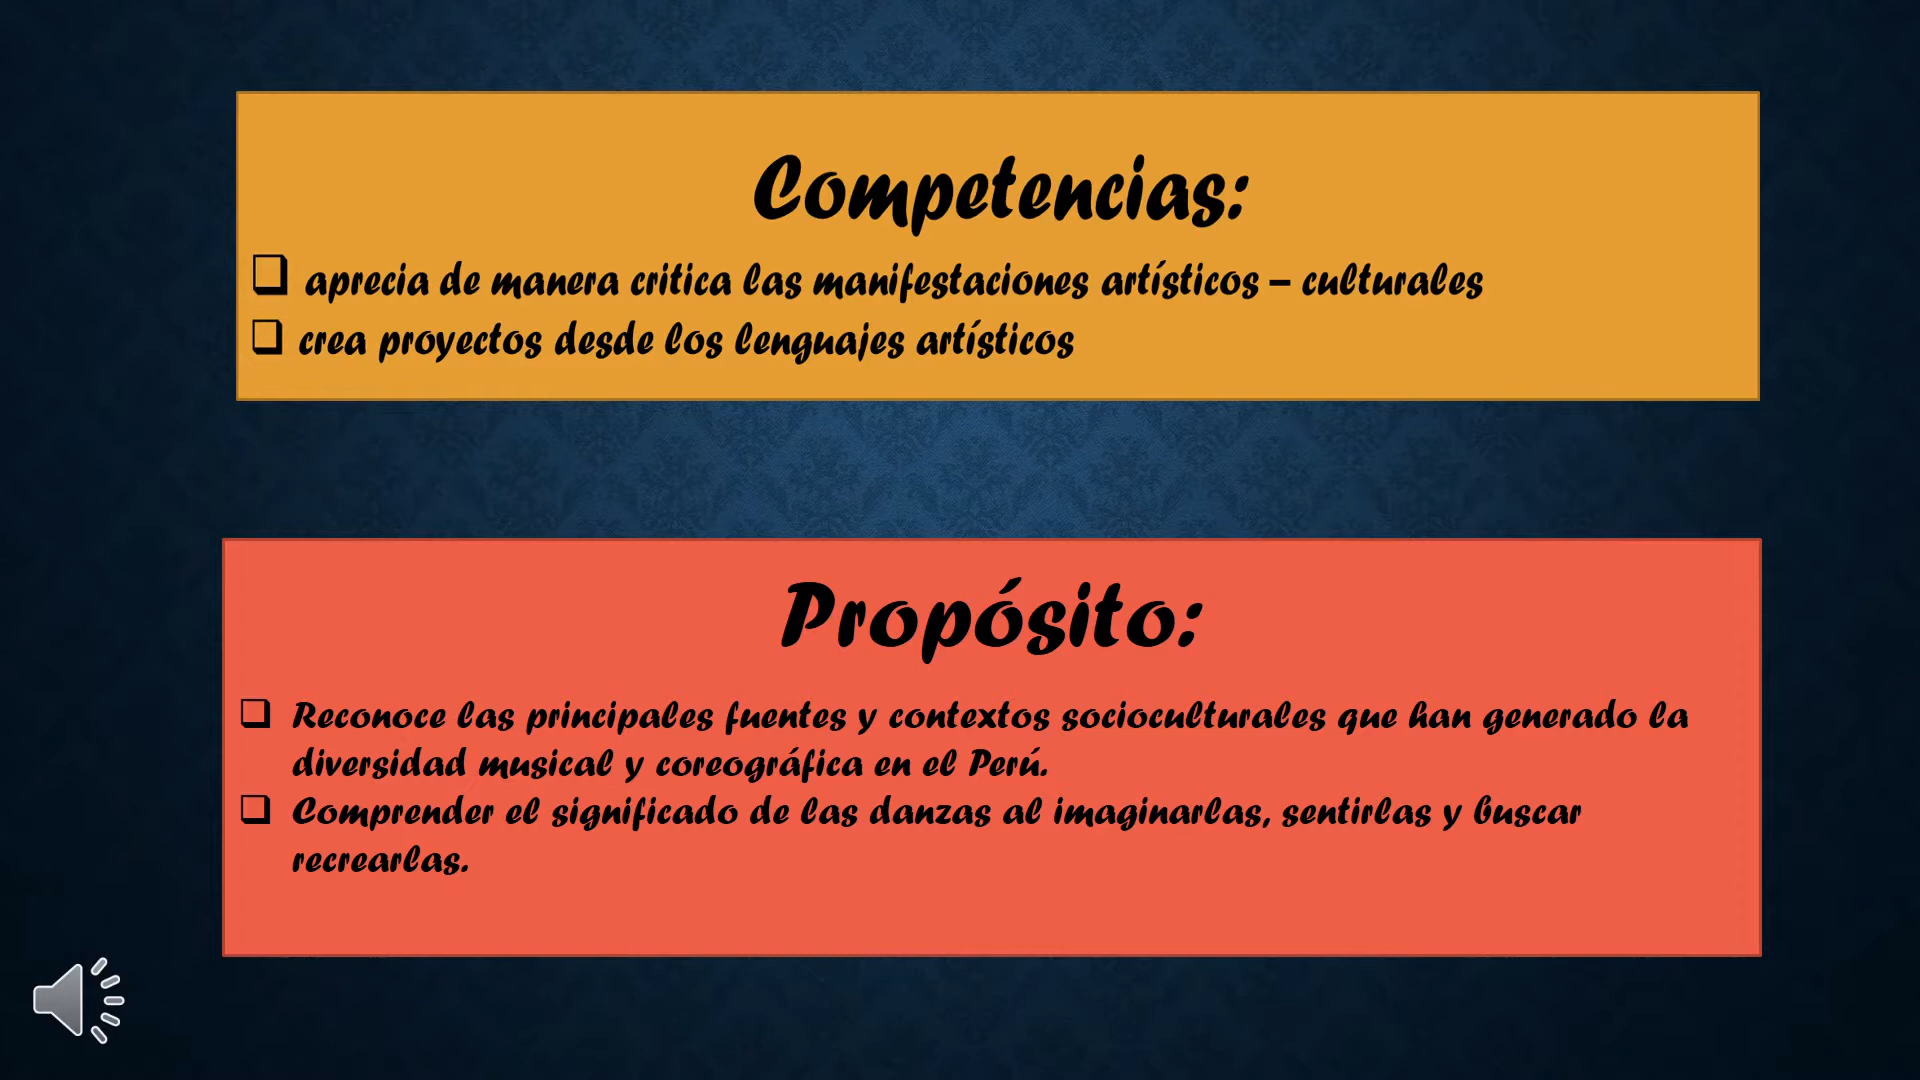 Competencias:
aprecia de manera critica las manifestaciones artísticos – culturales
crea proyectos desde los lenguajes artísticos
Propósito:
Reconoce las principales fuentes y contextos socioculturales que han generado la
diversidad musical y coreográfica en el Perú.
Comprender el significado de las danzas al imaginarlas, sentirlas y buscar
recrearlas.